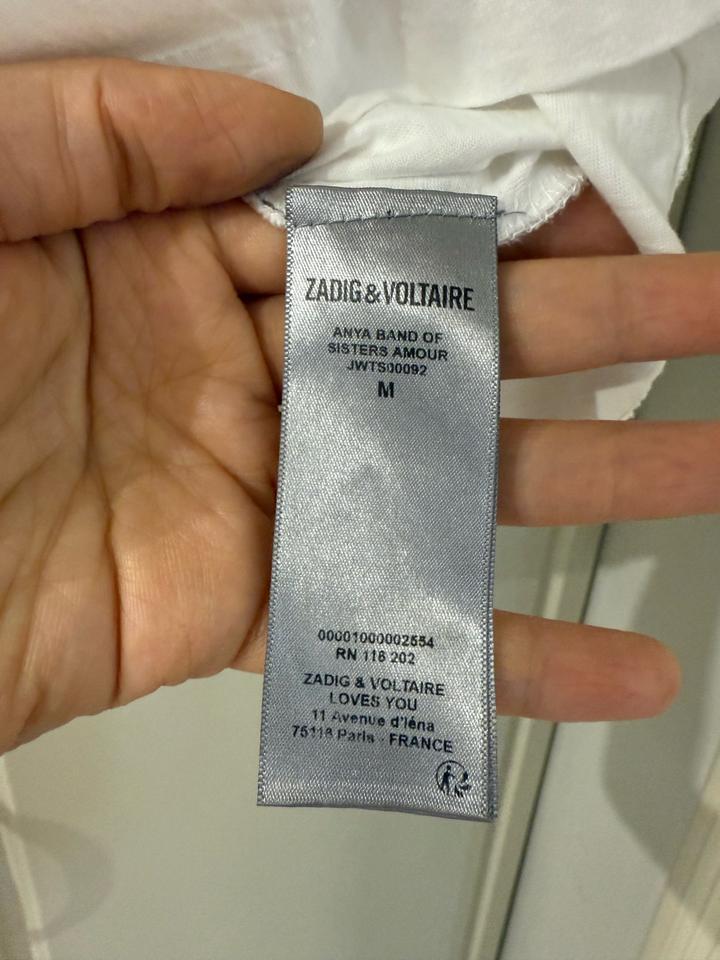 ZADIG&VOLTAIRE
ANYA BAND OF
SISTERS AMOUR
JWTS00092
M
00001000002554
RN 116 202
ZADIG & VOLTAIRE
LOVES YOU
11 Avenue d'Iéna
75116 Paris - FRANCE